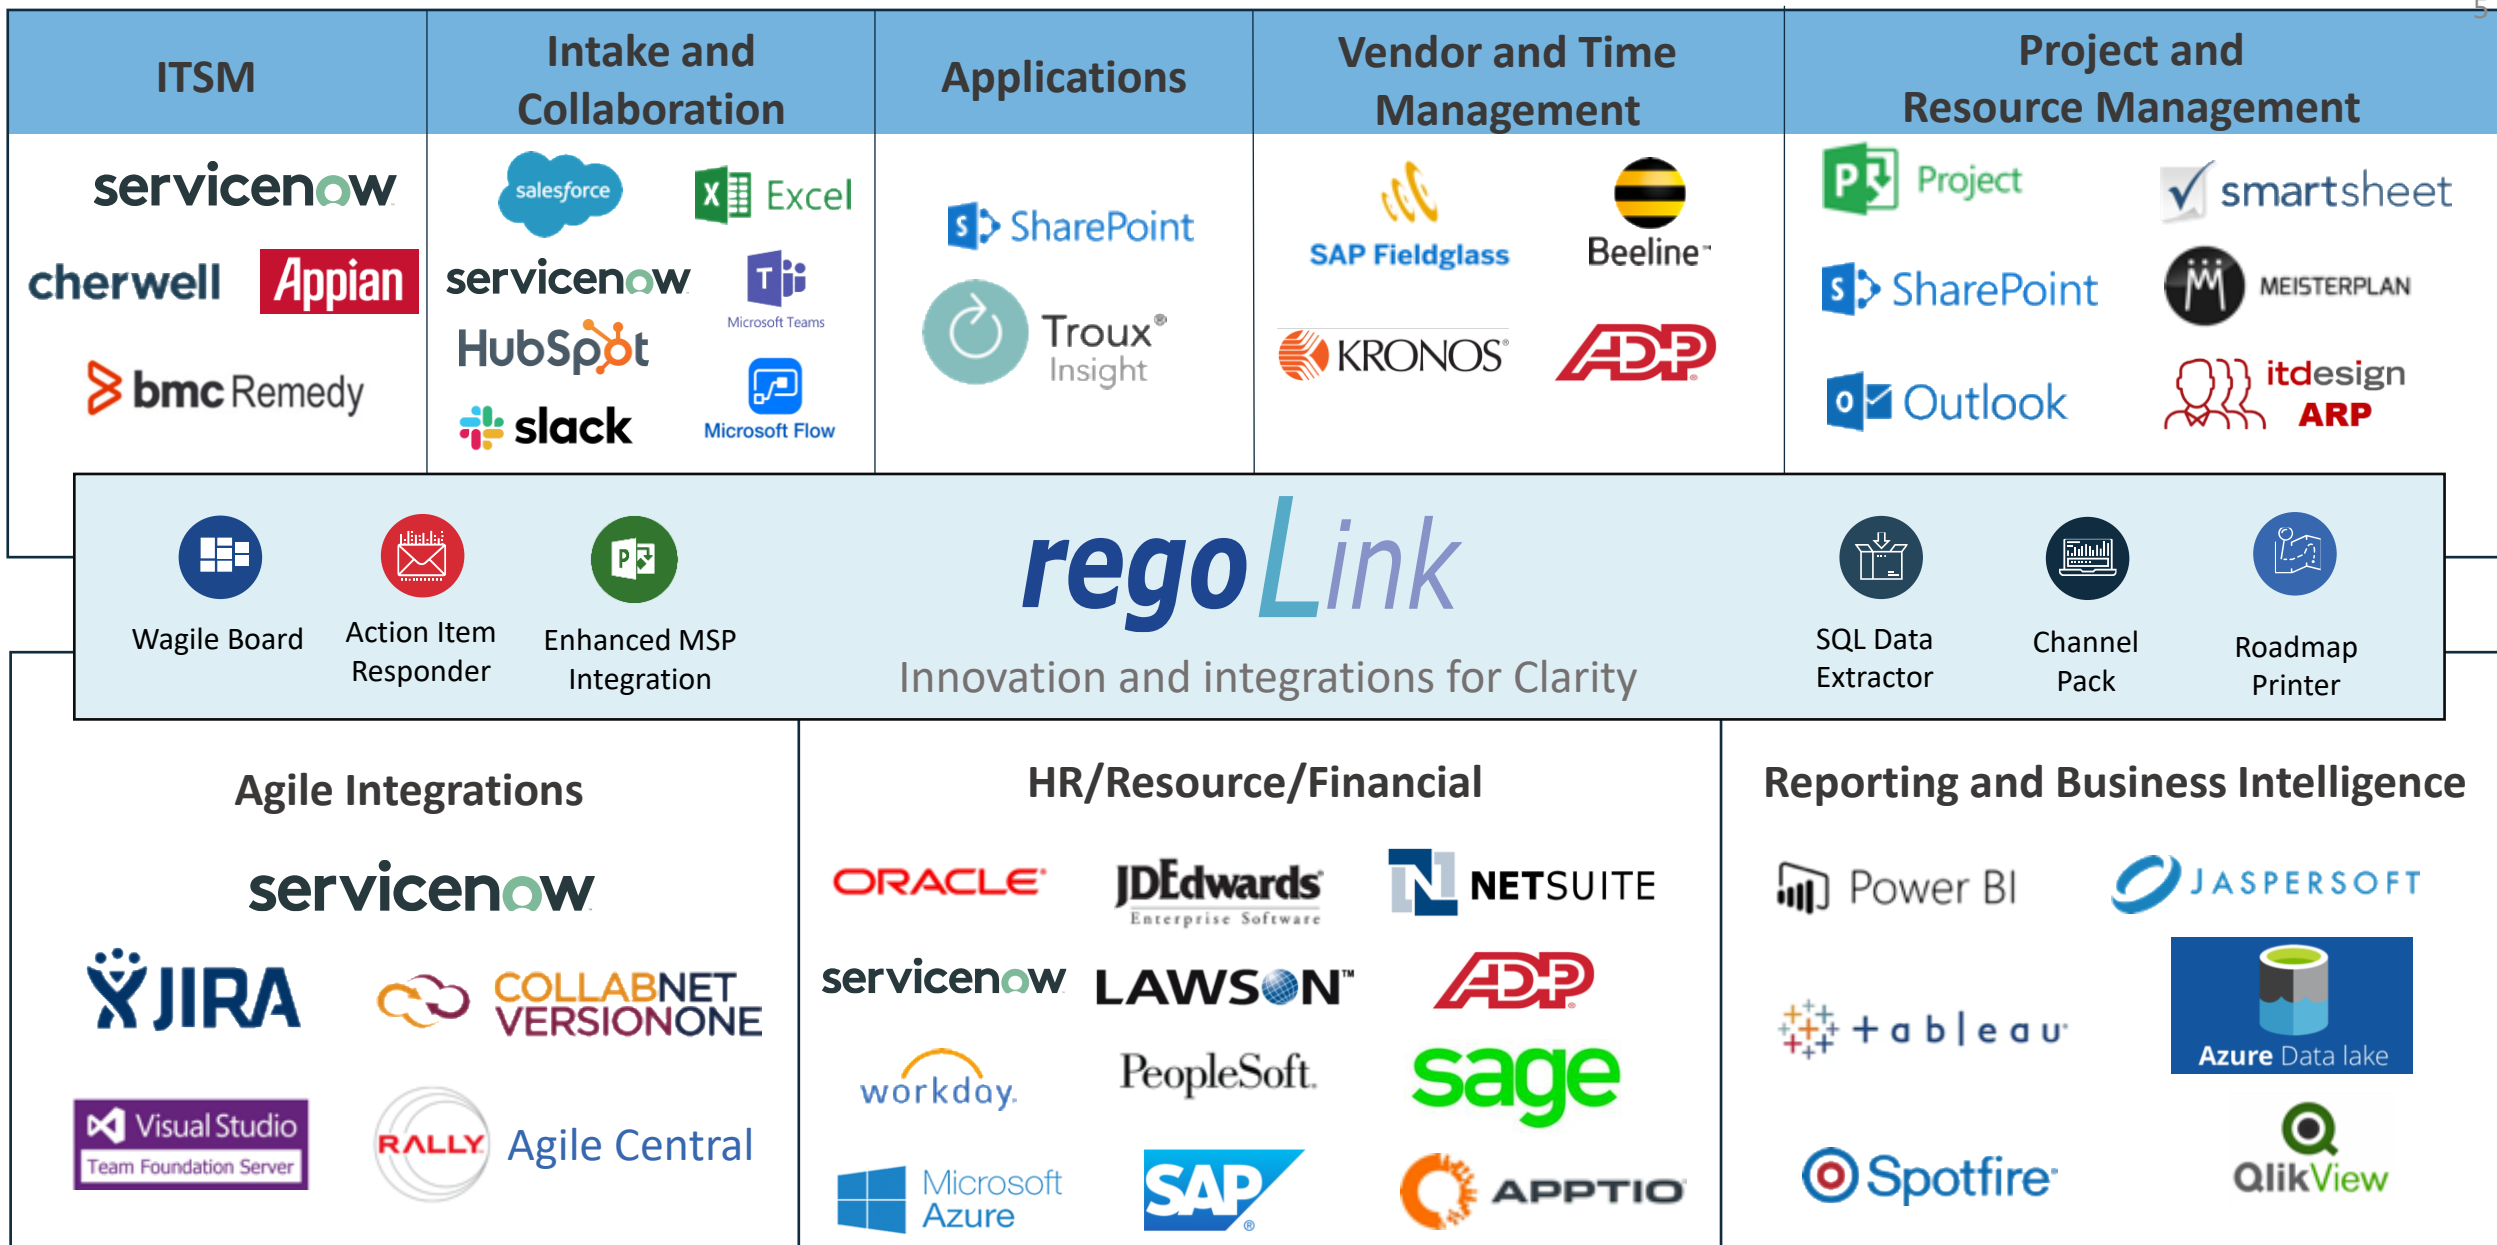 5
ITSM
Intake and
Collaboration
Applications
Vendor and Time
Management
Project and
Resource Management
servicenow
cherwell
Appian
bmc Remedy
salesforce
Excel
servicenow
Microsoft Teams
HubSpot
Microsoft Flow
slack
SharePoint
Troux®
Insight
SAP Fieldglass
Beeline™
KRONOS®
ADP®
Project
smartsheet
SharePoint
MEISTERPLAN
Outlook
itdesign
ARP
Wagile Board
Action Item
Responder
Enhanced MSP
Integration
regoLink
Innovation and integrations for Clarity
SQL Data
Extractor
Channel
Pack
Roadmap
Printer
Agile Integrations
servicenow
JIRA
COLLABNET
VERSIONONE
Visual Studio
Team Foundation Server
RALLY
Agile Central
HR/Resource/Financial
ORACLE®
JDEdwards®
Enterprise Software
NETSUITE
servicenow
LAWSON™
ADP®
workday.
PeopleSoft.
sage
Microsoft
Azure
SAP®
APPTIO
Reporting and Business Intelligence
Power BI
JASPERSOFT
tableau
Azure Data lake
Spotfire
QlikView